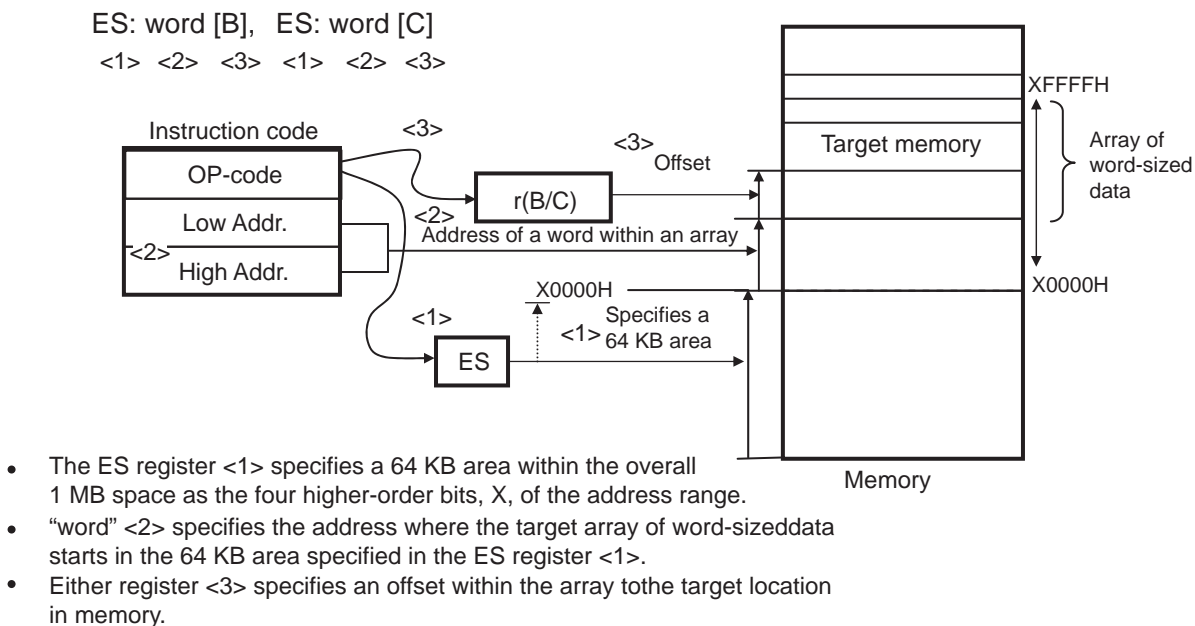 ES: word [B], ES: word [C]
<1> <2> <3> <1> <2> <3>
Instruction code
OP-code
Low Addr.
<2>
High Addr.
<3>
r(B/C)
<3>
Offset
<2>
Address of a word within an array
X0000H
<1>
ES
<1>
Specifies a
64 KB area
Target memory
XFFFFH
Array of
word-sized
data
X0000H
Memory
• The ES register <1> specifies a 64 KB area within the overall
1 MB space as the four higher-order bits, X, of the address range.
• “word” <2> specifies the address where the target array of word-sizeddata
starts in the 64 KB area specified in the ES register <1>.
• Either register <3> specifies an offset within the array tothe target location
in memory.